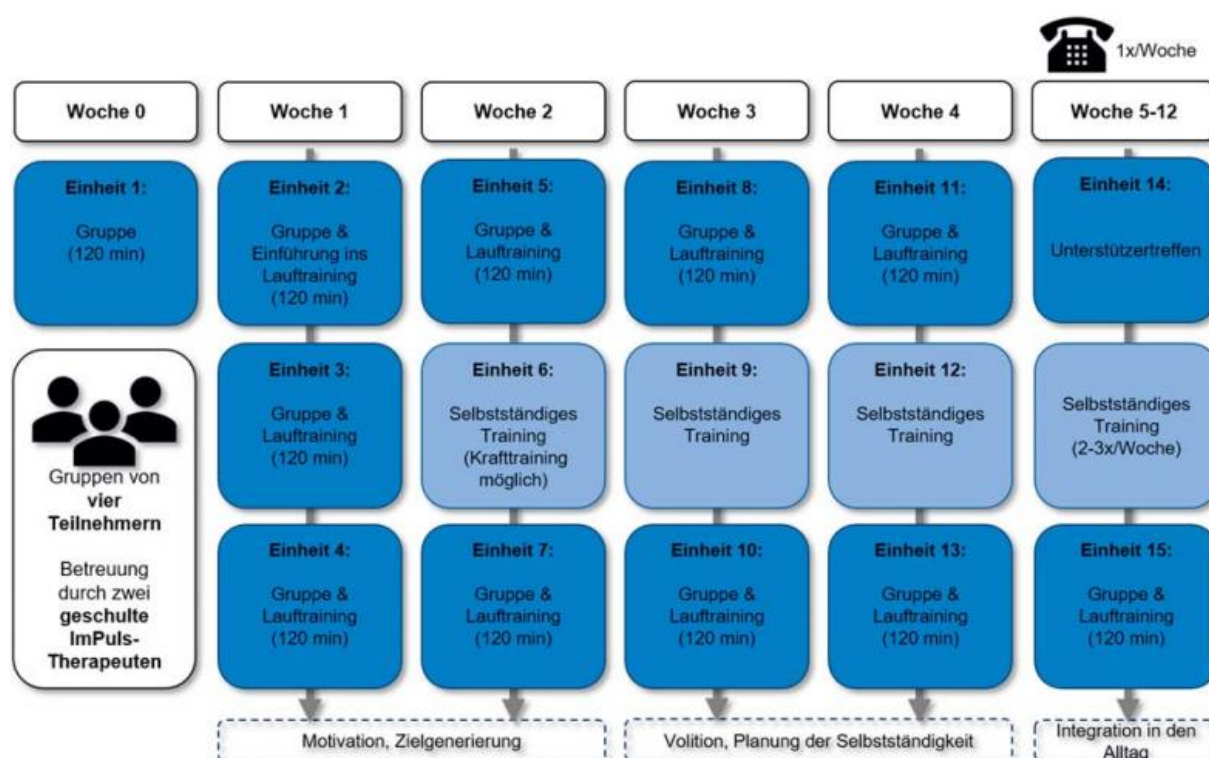 1x/Woche
Woche 0
Woche 1
Woche 2
Woche 3
Woche 4
Woche 5-12
Einheit 1:
Gruppe
(120 min)
Einheit 2:
Gruppe &
Einführung ins
Lauftraining
(120 min)
Einheit 5:
Gruppe &
Lauftraining
(120 min)
Einheit 8:
Gruppe &
Lauftraining
(120 min)
Einheit 11:
Gruppe &
Lauftraining
(120 min)
Einheit 14:
Unterstützertreffen
Gruppen von
vier
Teilnehmern
Betreuung
durch zwei
geschulte
ImPuls-
Therapeuten
Einheit 3:
Gruppe &
Lauftraining
(120 min)
Einheit 6:
Selbstständiges
Training
(Krafttraining
möglich)
Einheit 9:
Selbstständiges
Training
Einheit 12:
Selbstständiges
Training
Selbstständiges
Training
(2-3x/Woche)
Einheit 4:
Gruppe &
Lauftraining
(120 min)
Einheit 7:
Gruppe &
Lauftraining
(120 min)
Einheit 10:
Gruppe &
Lauftraining
(120 min)
Einheit 13:
Gruppe &
Lauftraining
(120 min)
Einheit 15:
Gruppe &
Lauftraining
(120 min)
Motivation, Zielgenerierung
Volition, Planung der Selbstständigkeit
Integration in den
Alltag